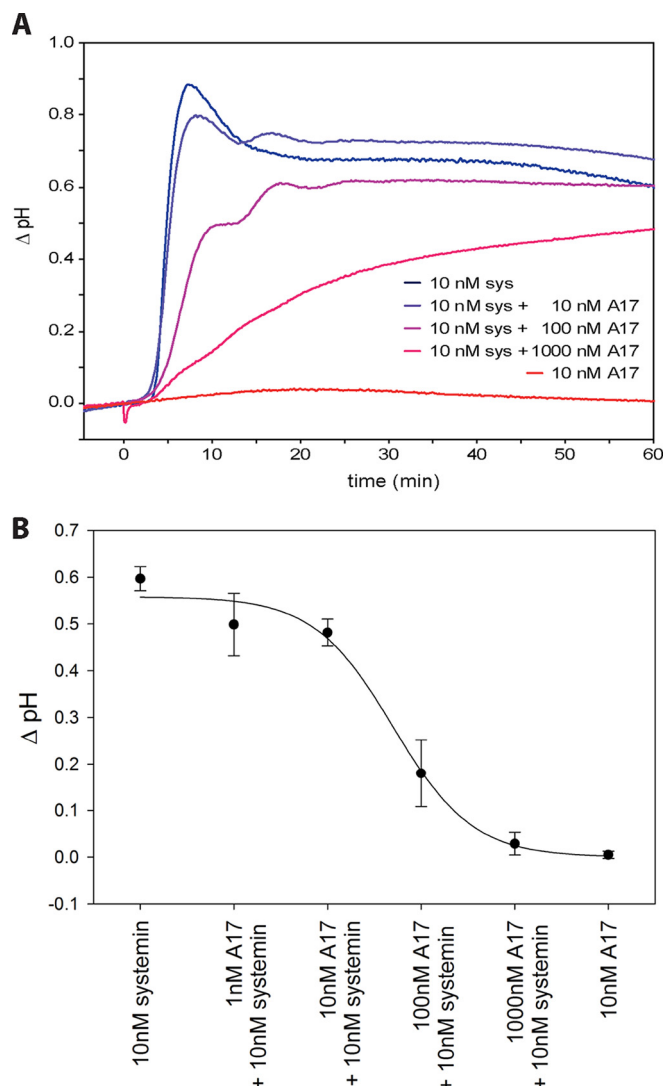 A
1.0
0.8
0.6
0.4
0.2
0.0
Δ pH
10 nM sys
10 nM sys + 10 nM A17
10 nM sys + 100 nM A17
10 nM sys + 1000 nM A17
10 nM A17
0 10 20 30 40 50 60
time (min)
B
0.7
0.6
0.5
0.4
0.3
0.2
0.1
0.0
-0.1
Δ pH
10nM systemin
1nM A17
+ 10nM systemin
10nM A17
+ 10nM systemin
100nM A17
+ 10nM systemin
1000nM A17
+ 10nM systemin
10nM A17